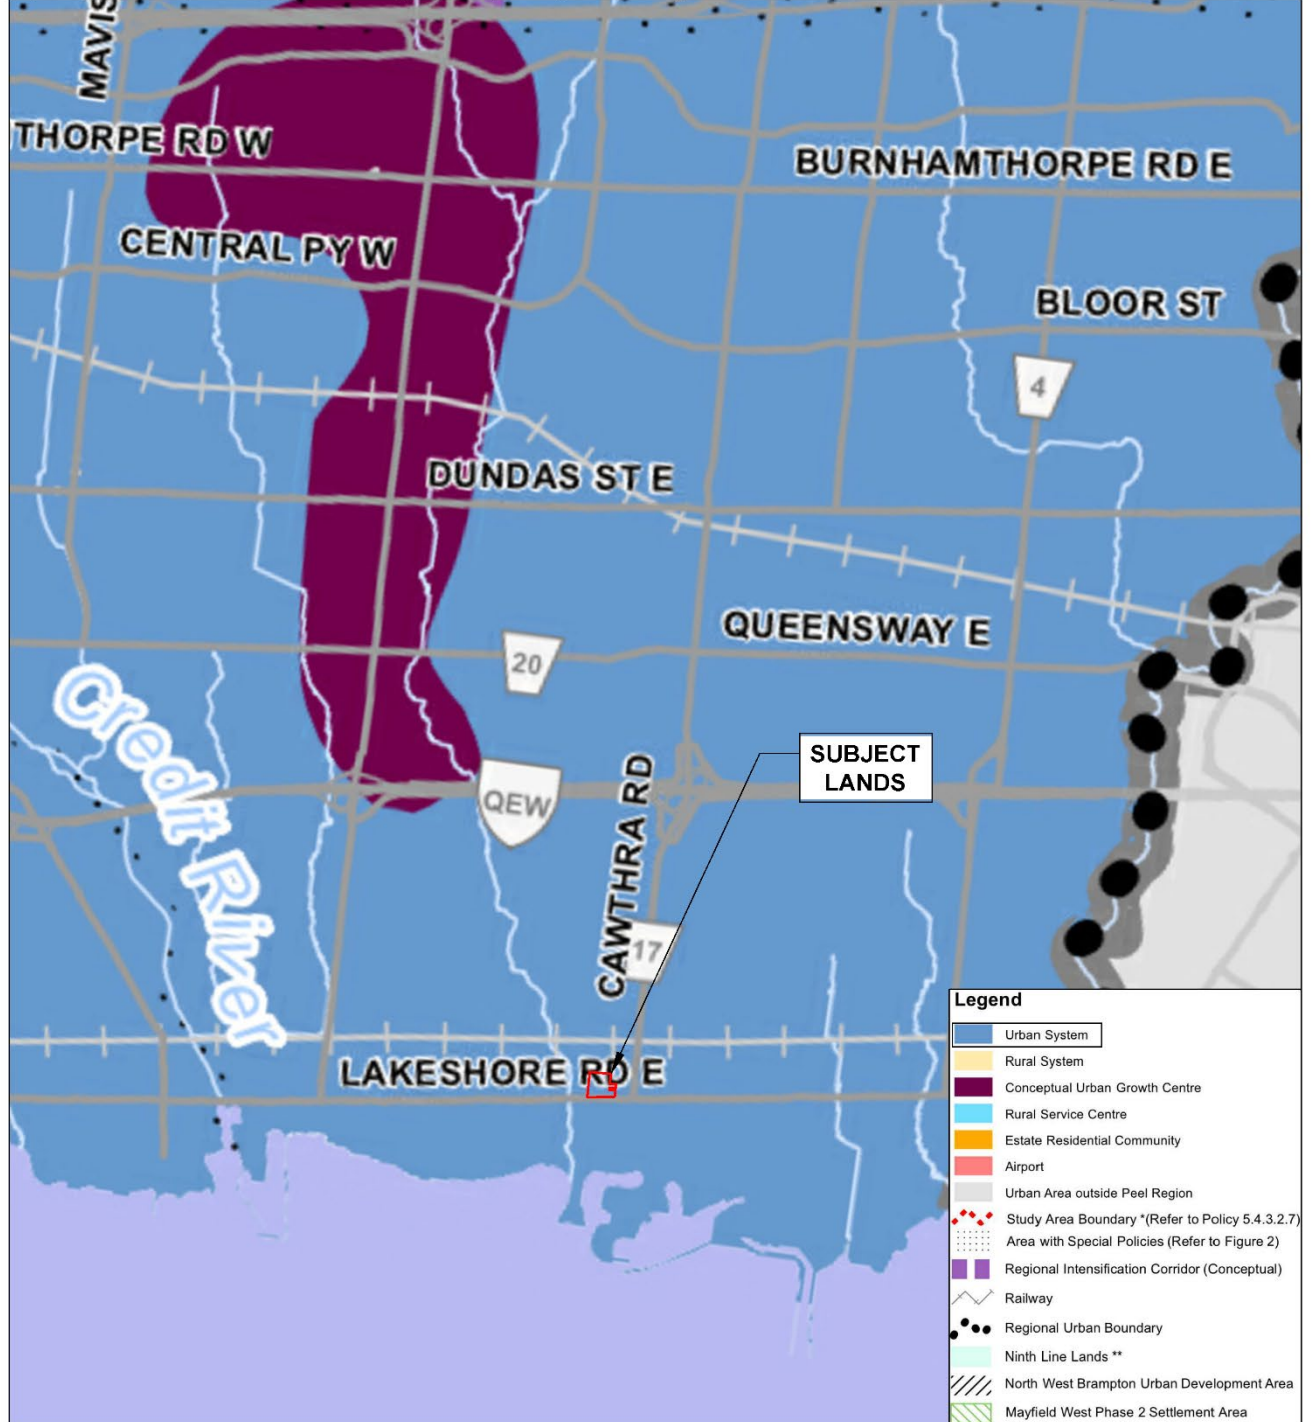 MAVIS
THORPE RD W
BURNHAMTHORPE RD E
CENTRAL PY W
BLOOR ST
4
DUNDAS ST E
QUEENSWAY E
20
Credit River
SUBJECT
LANDS
QEW
CAWTHRA RD
17
LAKESHORE RD E
Legend
Urban System
Rural System
Conceptual Urban Growth Centre
Rural Service Centre
Estate Residential Community
Airport
Urban Area outside Peel Region
Study Area Boundary *(Refer to Policy 5.4.3.2.7)
Area with Special Policies (Refer to Figure 2)
Regional Intensification Corridor (Conceptual)
Railway
Regional Urban Boundary
Ninth Line Lands **
North West Brampton Urban Development Area
Mayfield West Phase 2 Settlement Area